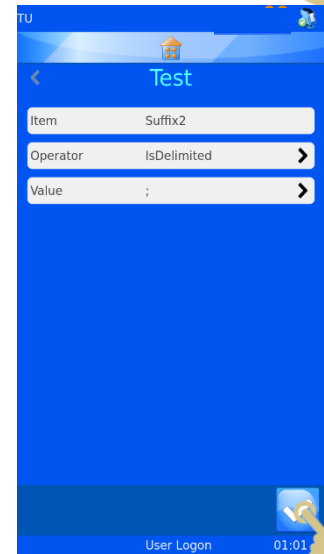 TU
Test
Item Suffix2
Operator IsDelimited
Value ;
User Logon 01:01